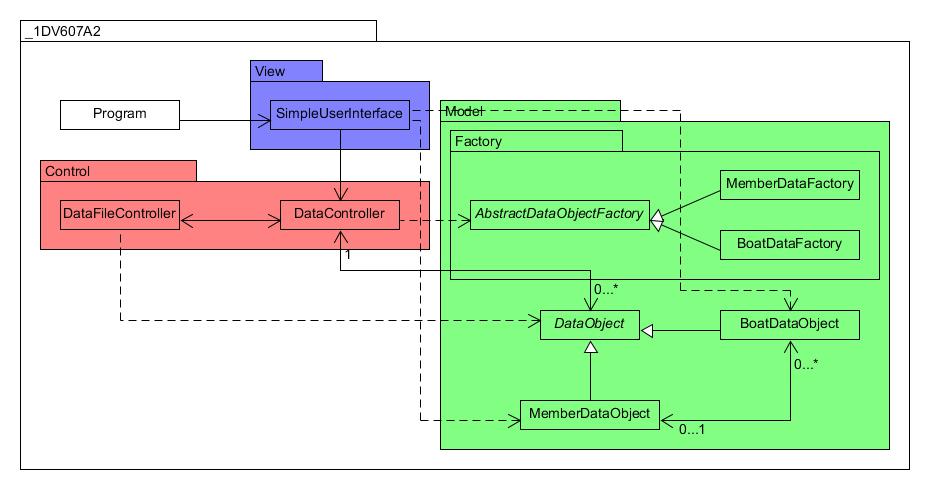 _1DV607A2
View
Program
SimpleUserInterface
Model
Factory
Control
MemberDataFactory
DataFileController
DataController
AbstractDataObjectFactory
BoatDataFactory
1
0...*
DataObject
BoatDataObject
0...*
MemberDataObject
0...1